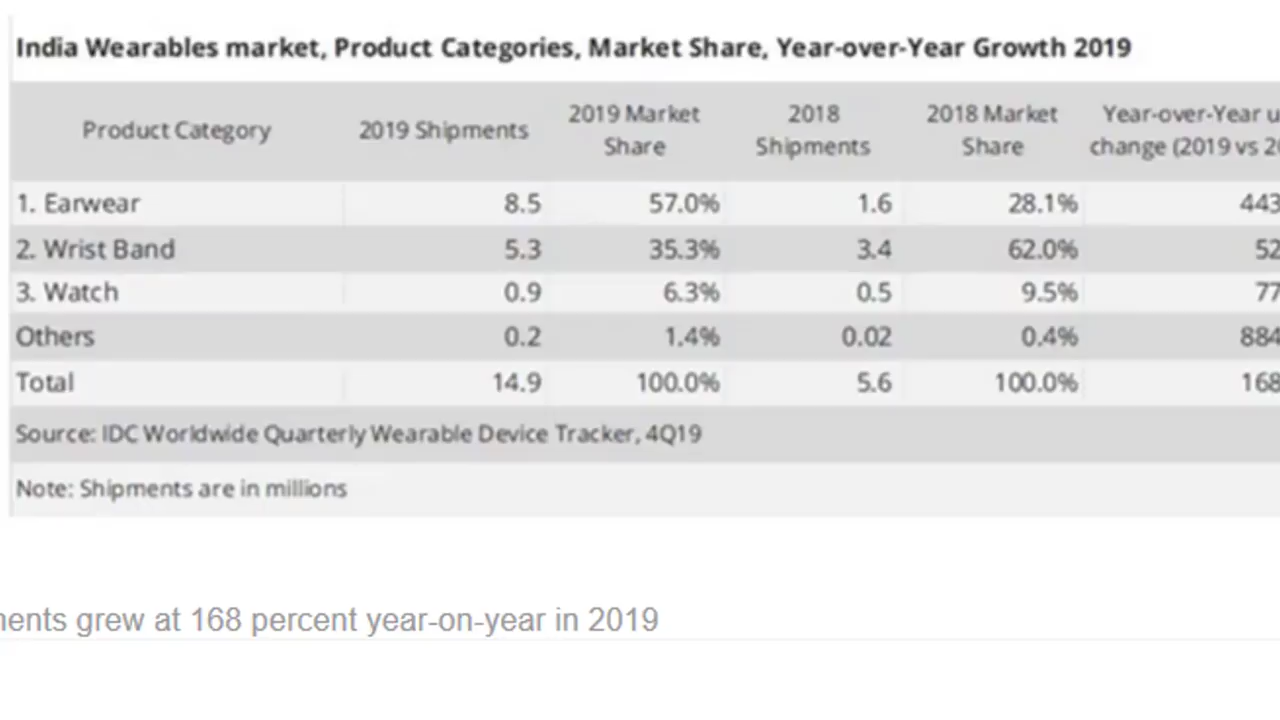 India Wearables market, Product Categories, Market Share, Year-over-Year Growth 2019
Product Category 2019 Shipments 2019 Market Share 2018 Shipments 2018 Market Share Year-over-Year u
change (2019 vs 20
1. Earwear 8.5 57.0% 1.6 28.1% 443
2. Wrist Band 5.3 35.3% 3.4 62.0% 52
3. Watch 0.9 6.3% 0.5 9.5% 77
Others 0.2 1.4% 0.02 0.4% 884
Total 14.9 100.0% 5.6 100.0% 168
Source: IDC Worldwide Quarterly Wearable Device Tracker, 4Q19
Note: Shipments are in millions
nents grew at 168 percent year-on-year in 2019